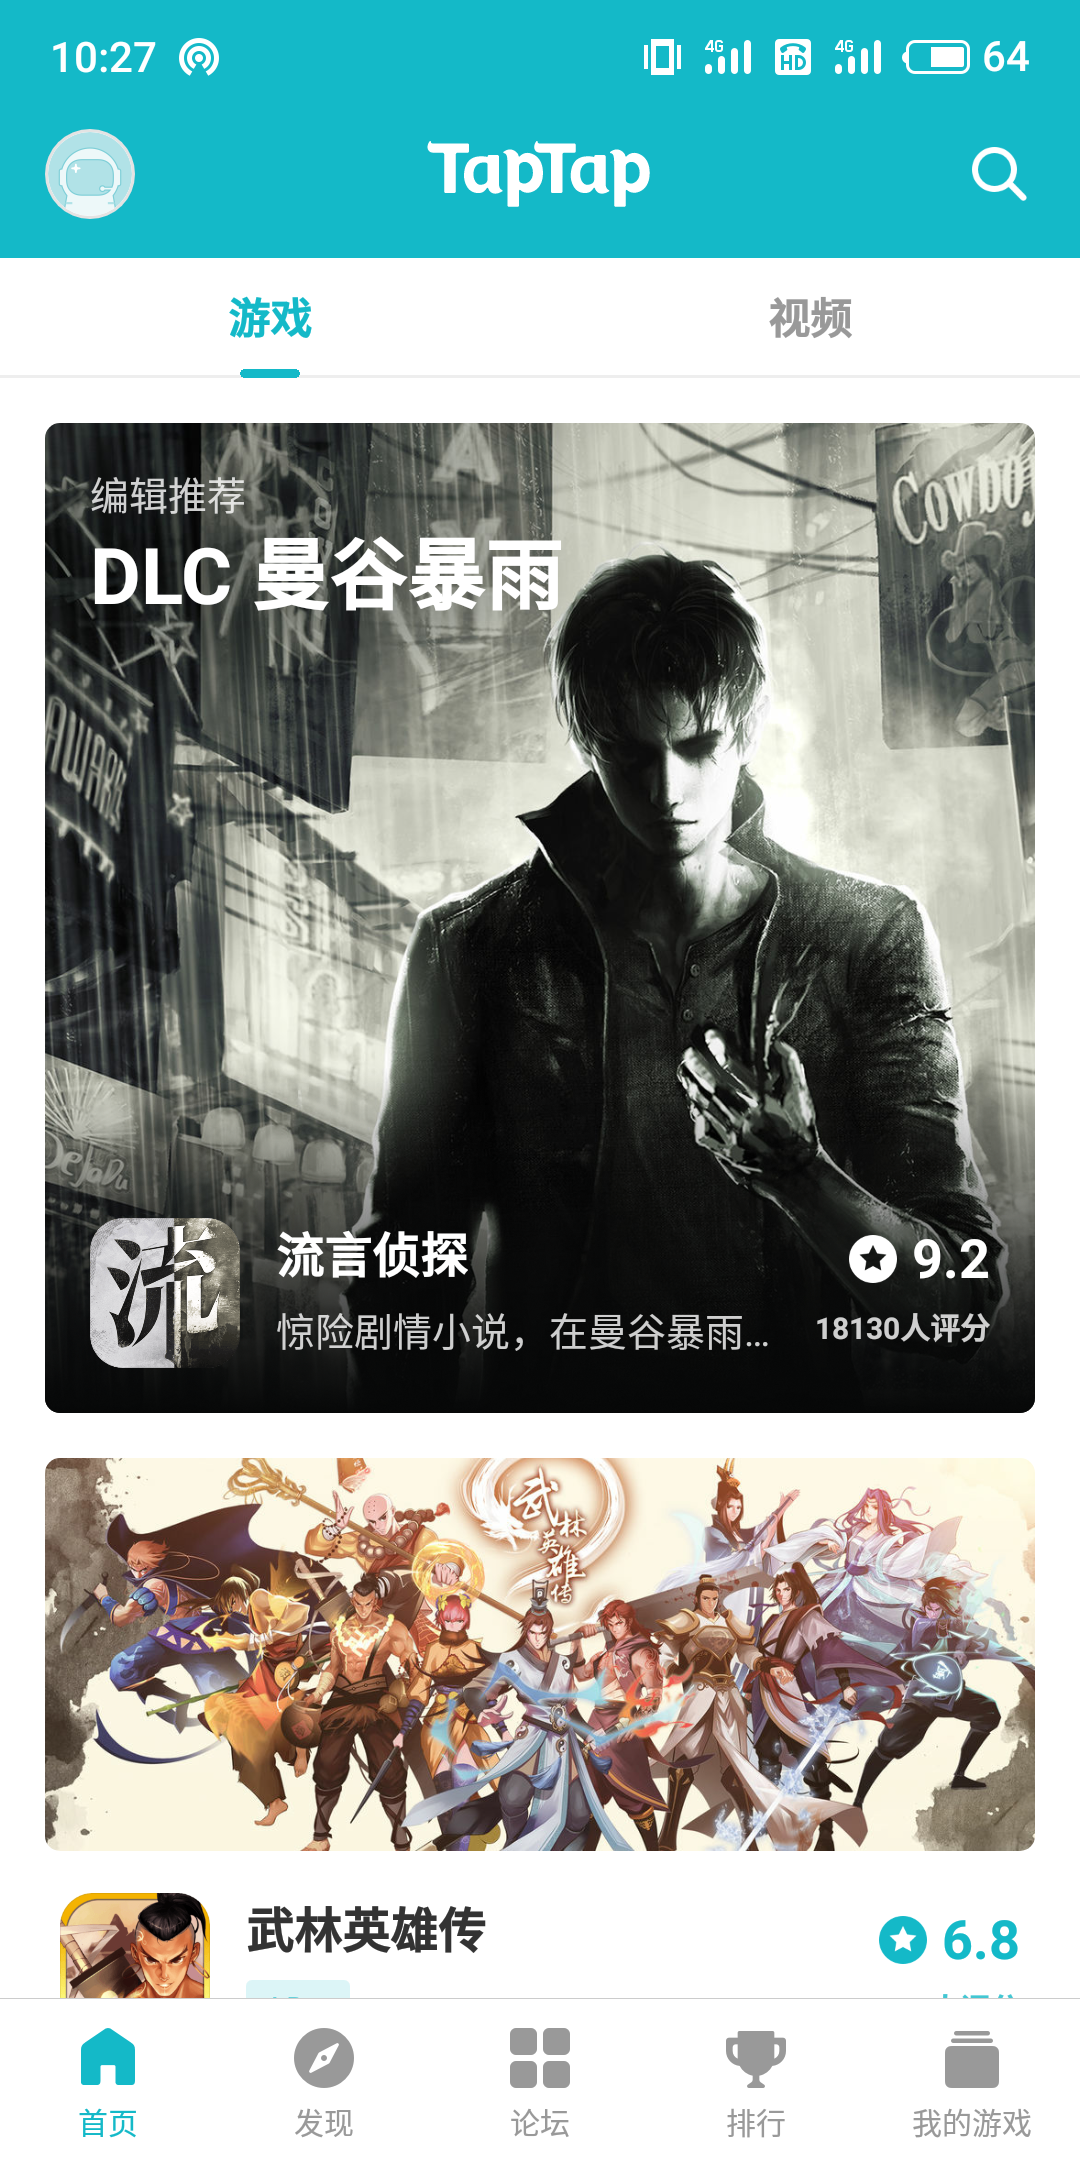 10:27
4G
HD
4G
64
TapTap
游戏
视频
编辑推荐
DLC 曼谷暴雨
COWBOY
AWARE
DeJaDu
流
流言侦探
9.2
惊险剧情小说，在曼谷暴雨...
18130人评分
武林英雄传
武林英雄传
6.8
首页
发现
论坛
排行
我的游戏